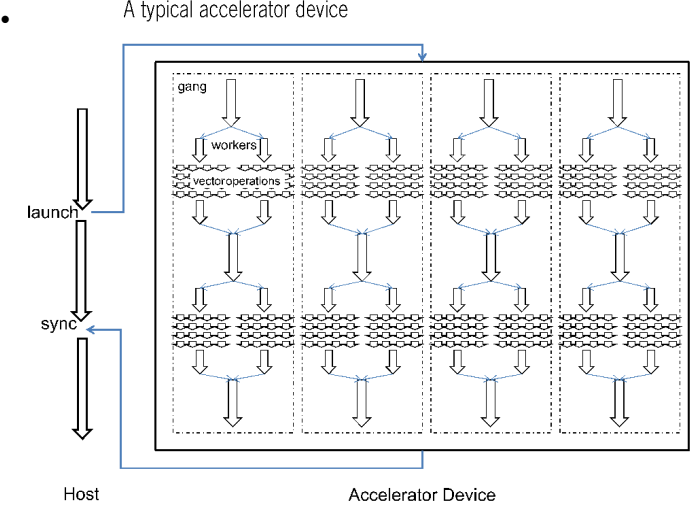 • A typical accelerator device
gang
workers
vectoroperations
launch
sync
Host
Accelerator Device